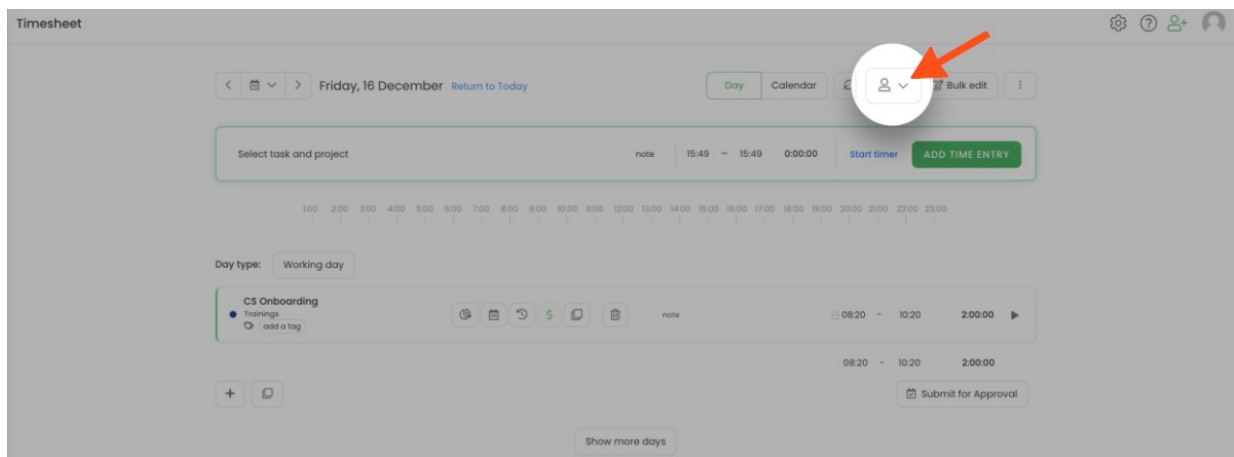 Timesheet
Friday, 16 December Return to Today Day Calendar Bulk edit
Select task and project note 15:49 – 15:49 0:00:00 Start timer ADD TIME ENTRY
1:00 2:00 3:00 4:00 5:00 6:00 7:00 8:00 9:00 10:00 11:00 12:00 13:00 14:00 15:00 16:00 17:00 18:00 19:00 20:00 21:00 22:00 23:00
Day type: Working day
CS Onboarding
Trainings note 08:20 - 10:20 2:00:00
add a tag
08:20 - 10:20 2:00:00
Submit for Approval
Show more days